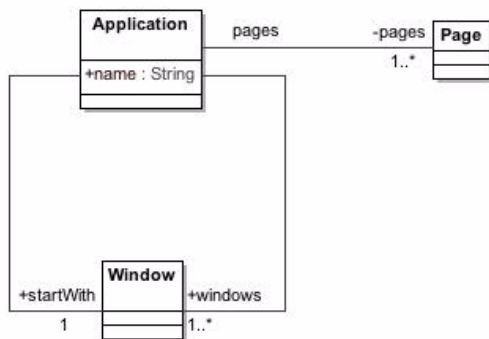 Application
pages
-pages
Page
1..*
+name : String
Window
+startWith
+windows
1
1..*